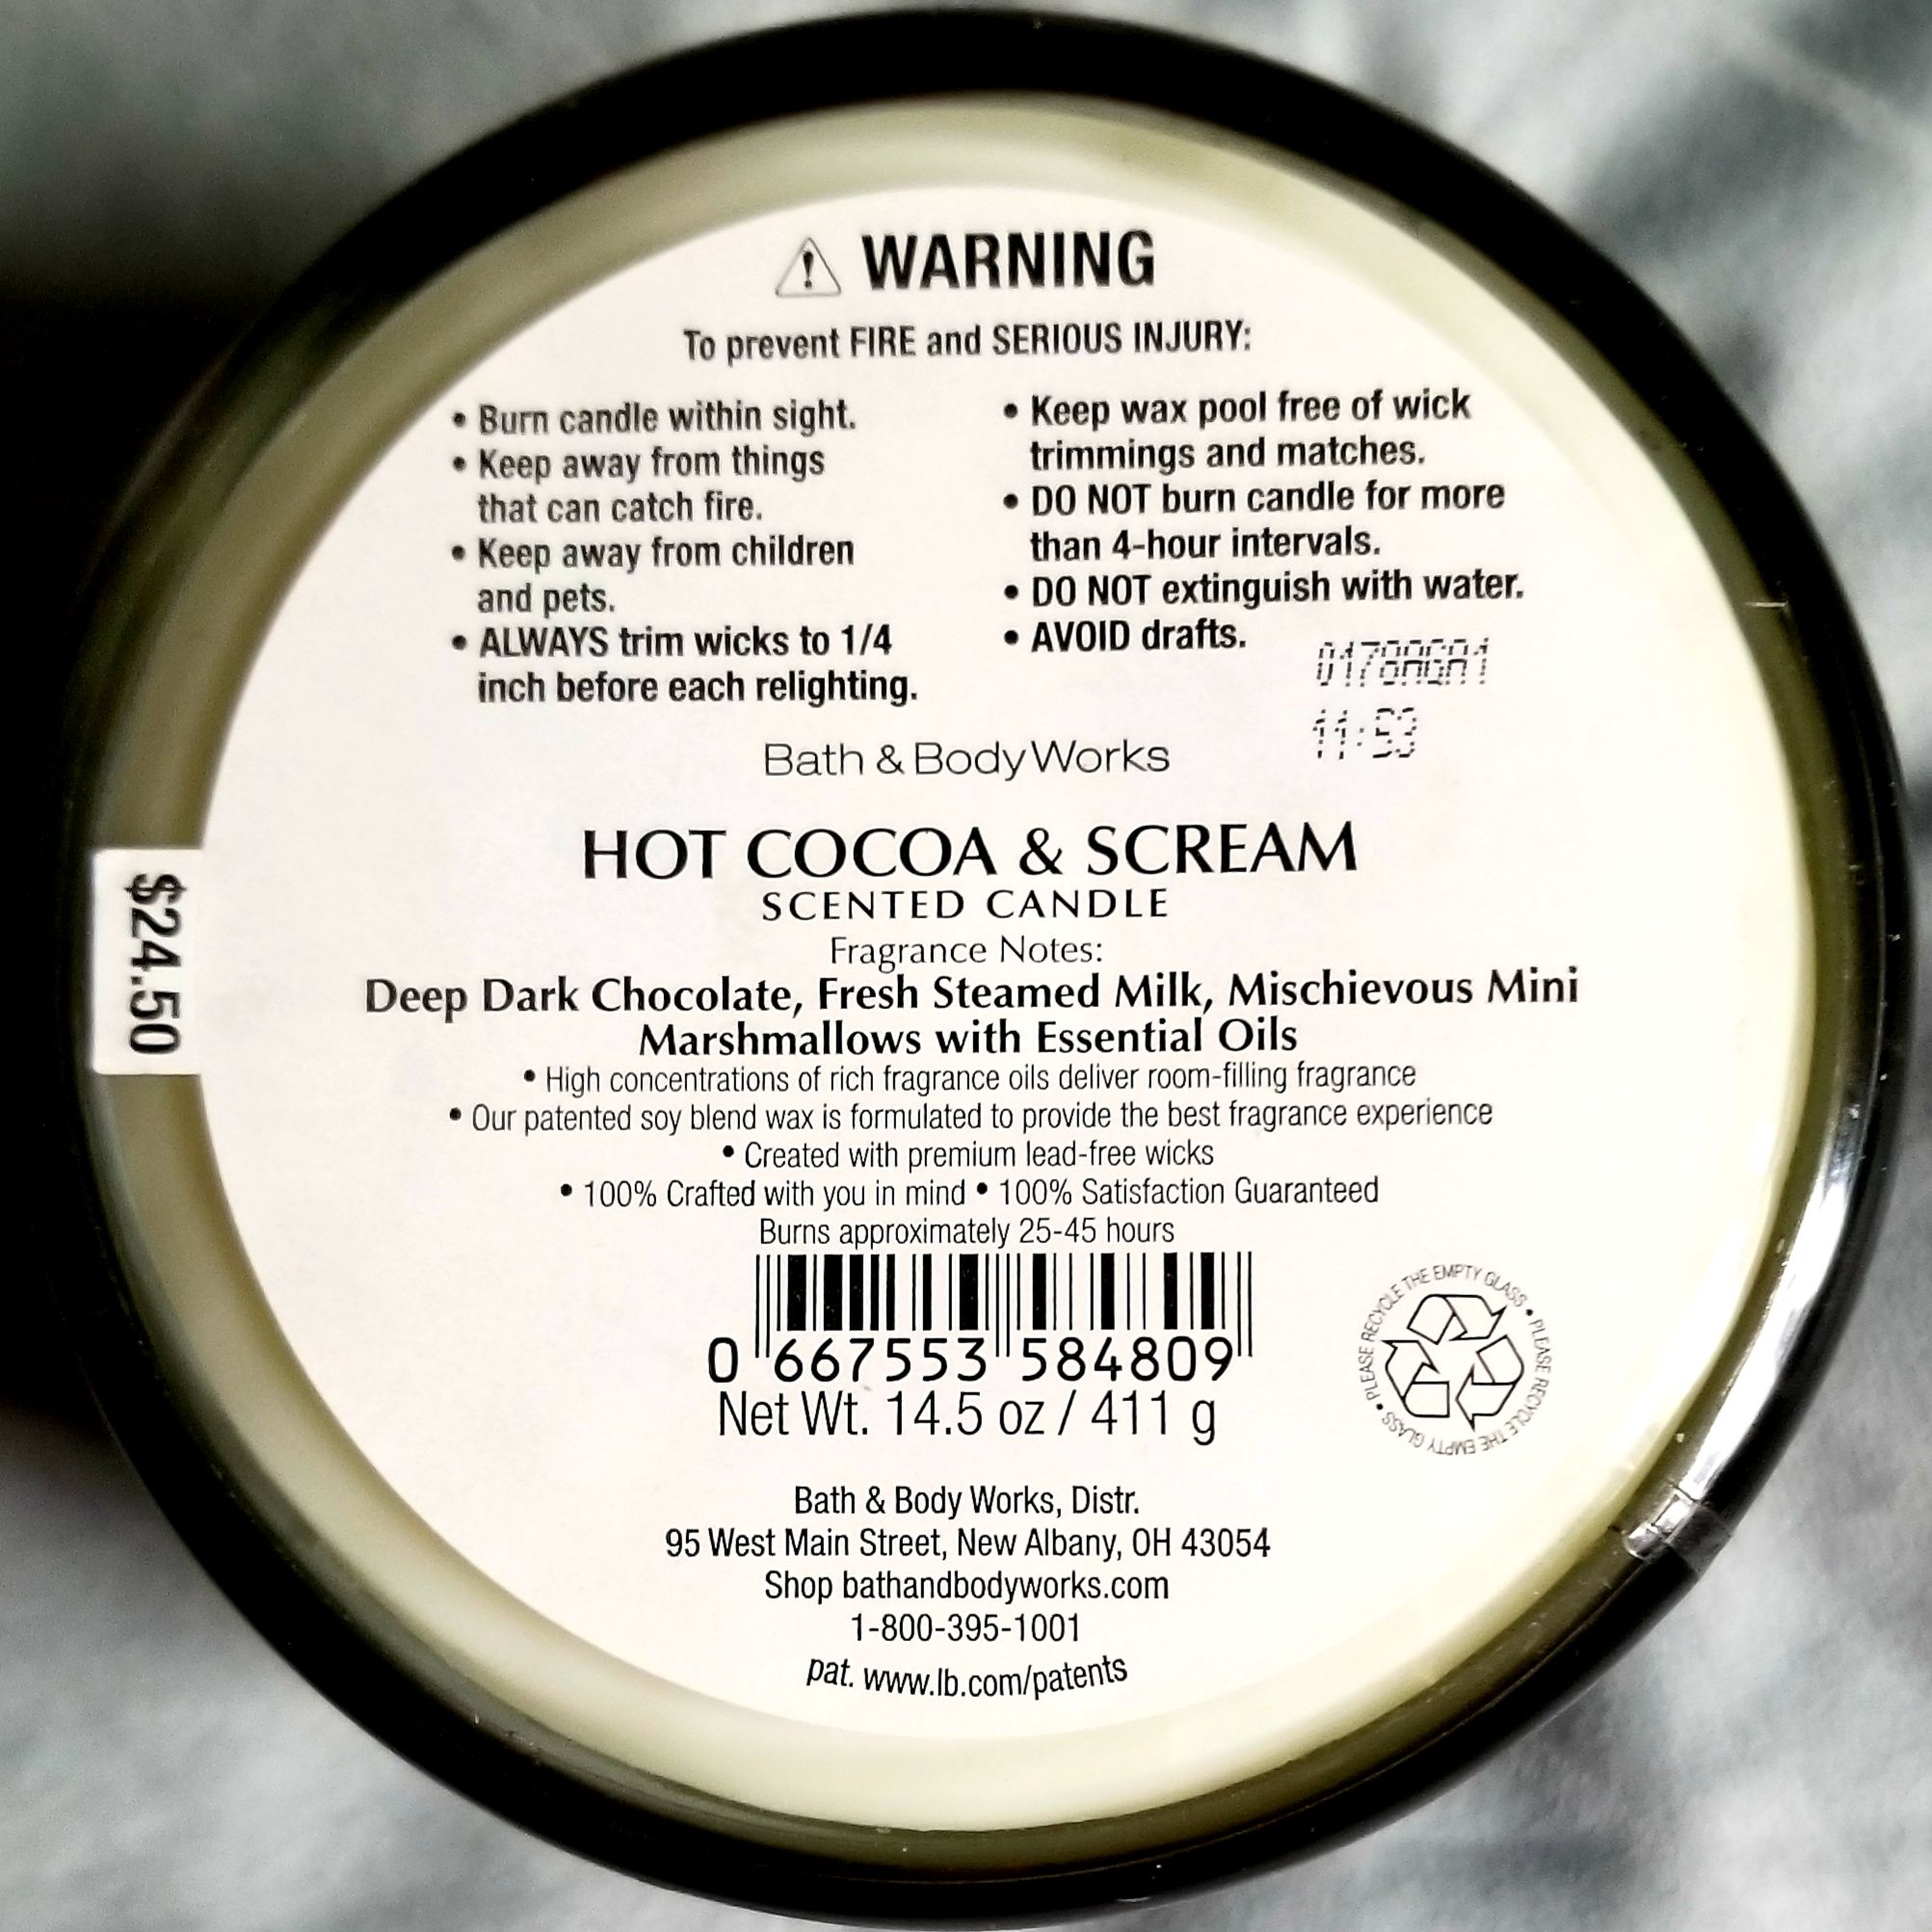 WARNING
To prevent FIRE and SERIOUS INJURY:
• Burn candle within sight.
• Keep away from things
that can catch fire.
• Keep away from children
and pets.
• ALWAYS trim wicks to 1/4
inch before each relighting.
• Keep wax pool free of wick
trimmings and matches.
• DO NOT burn candle for more
than 4-hour intervals.
• DO NOT extinguish with water.
• AVOID drafts.
11:53
Bath & Body Works
HOT COCOA & SCREAM
SCENTED CANDLE
Fragrance Notes:
Deep Dark Chocolate, Fresh Steamed Milk, Mischievous Mini
Marshmallows with Essential Oils
• High concentrations of rich fragrance oils deliver room-filling fragrance
• Our patented soy blend wax is formulated to provide the best fragrance experience
• Created with premium lead-free wicks
• 100% Crafted with you in mind • 100% Satisfaction Guaranteed
Burns approximately 25-45 hours
0 667553 584809
Net Wt. 14.5 oz / 411 g
PLEASE RECYCLE THE EMPTY GLASS • PLEASE RECYCLE THE EMPTY GLASS •
Bath & Body Works, Distr.
95 West Main Street, New Albany, OH 43054
Shop bathandbodyworks.com
1-800-395-1001
pat. www.lb.com/patents
$24.50